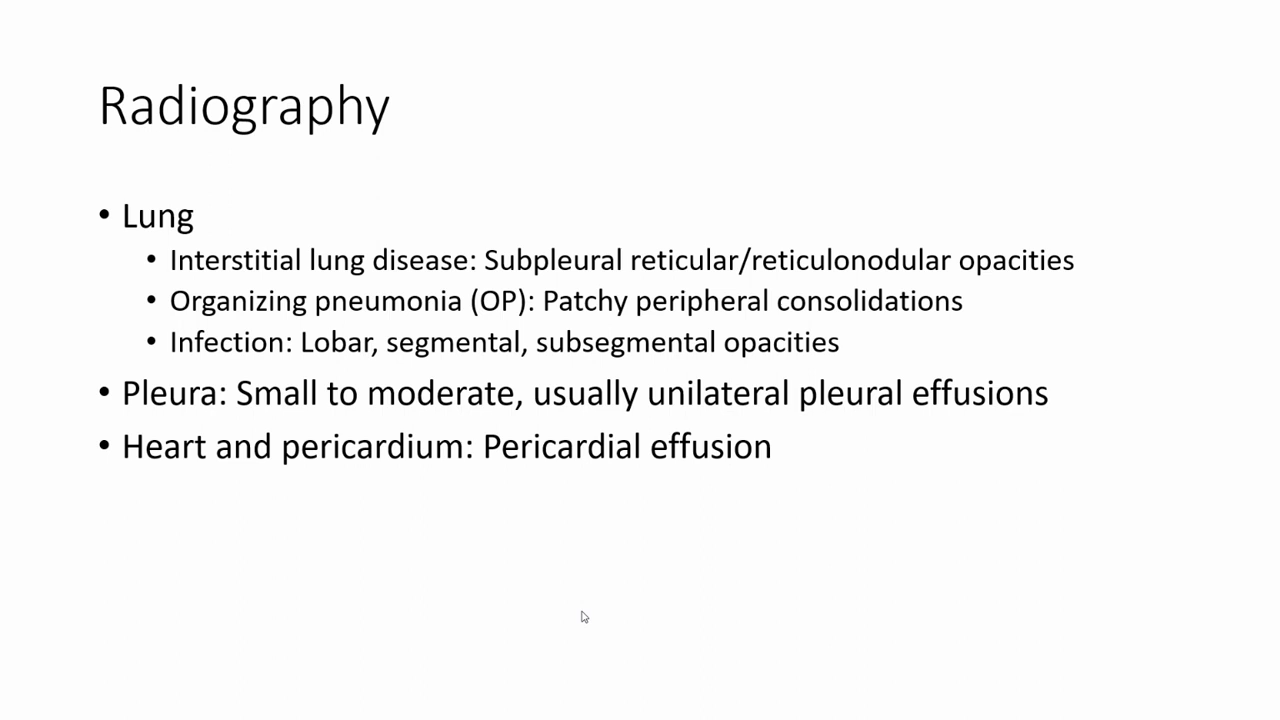 Radiography
• Lung
• Interstitial lung disease: Subpleural reticular/reticulonodular opacities
• Organizing pneumonia (OP): Patchy peripheral consolidations
• Infection: Lobar, segmental, subsegmental opacities
• Pleura: Small to moderate, usually unilateral pleural effusions
• Heart and pericardium: Pericardial effusion